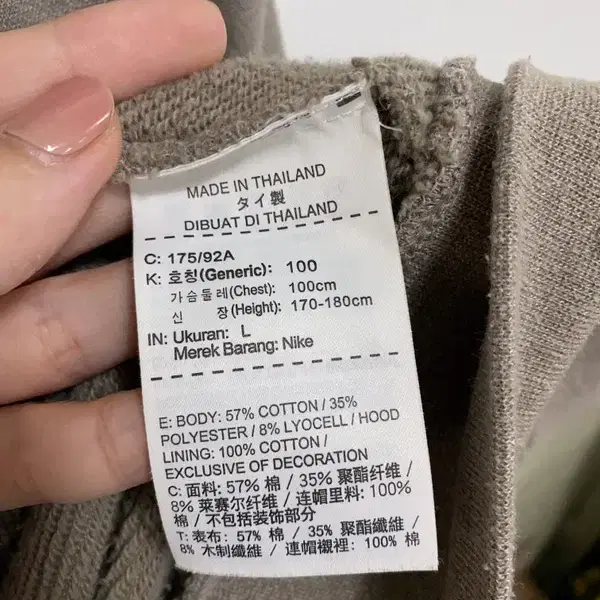 MADE IN THAILAND
タイ製
DIBUAT DI THAILAND
C: 175/92A
K: 호칭(Generic): 100
가슴둘레(Chest): 100cm
신 장(Height): 170-180cm
IN: Ukuran: L
Merek Barang: Nike
E: BODY: 57% COTTON / 35%
POLYESTER / 8% LYOCELL / HOOD
LINING: 100% COTTON /
EXCLUSIVE OF DECORATION
C: 面料: 57% 棉 / 35% 聚酯纤维 /
8% 莱赛尔纤维 / 连帽里料: 100%
棉 / 不包括装饰部分
T: 表布: 57% 棉 / 35% 聚酯纖維 /
8% 木制纖維 / 連帽襯裡: 100% 棉